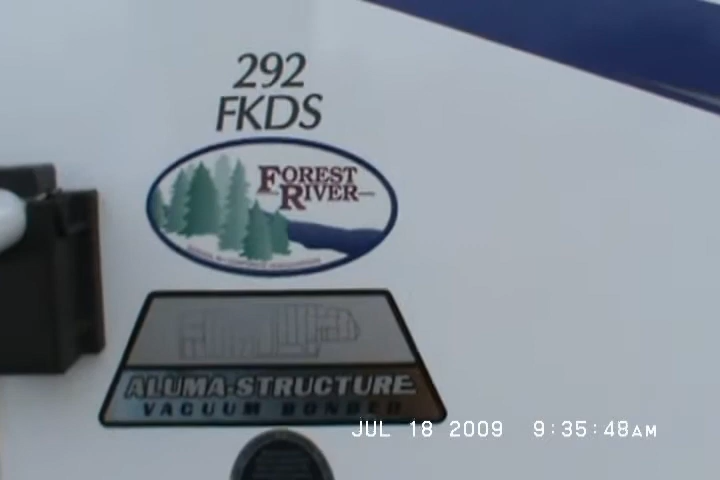 292
FKDS
FOREST
RIVER
ALUMA-STRUCTURE
VACUUM BONDED
JUL 18 2009 9:35:48AM